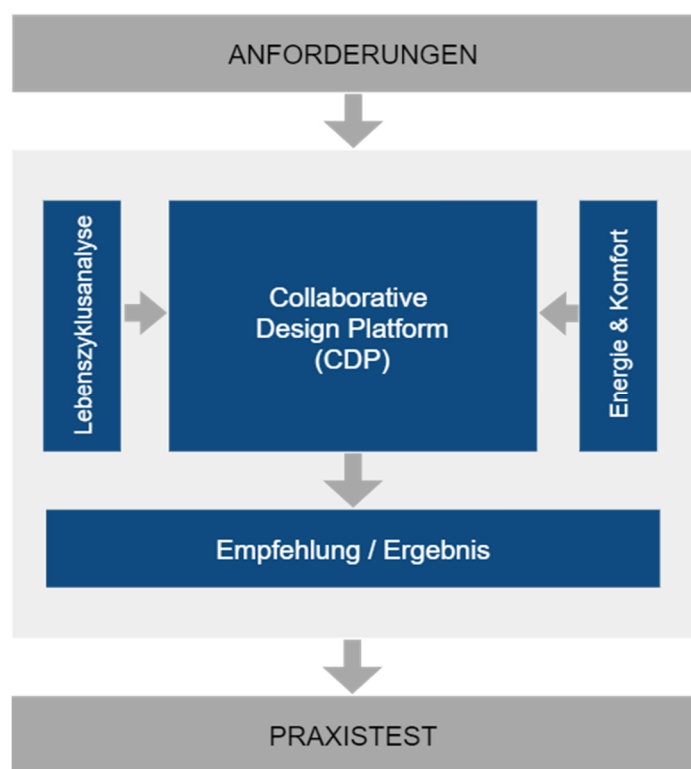 ANFORDERUNGEN
Lebenszyklusanalyse
Collaborative
Design Platform
(CDP)
Energie & Komfort
Empfehlung / Ergebnis
PRAXISTEST